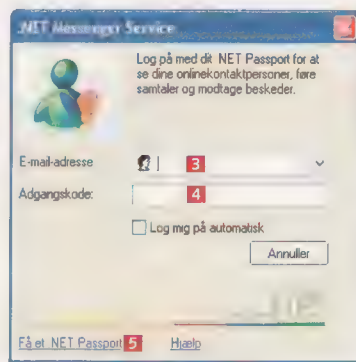 .NET Messenger Service
Log på med dit .NET Passport for at
se dine onlinekontaktpersoner, føre
samtaler og modtage beskeder.
E-mail-adresse
3
Adgangskode:
4
Log mig på automatisk
Annuller
Få et .NET Passport 5 Hjælp